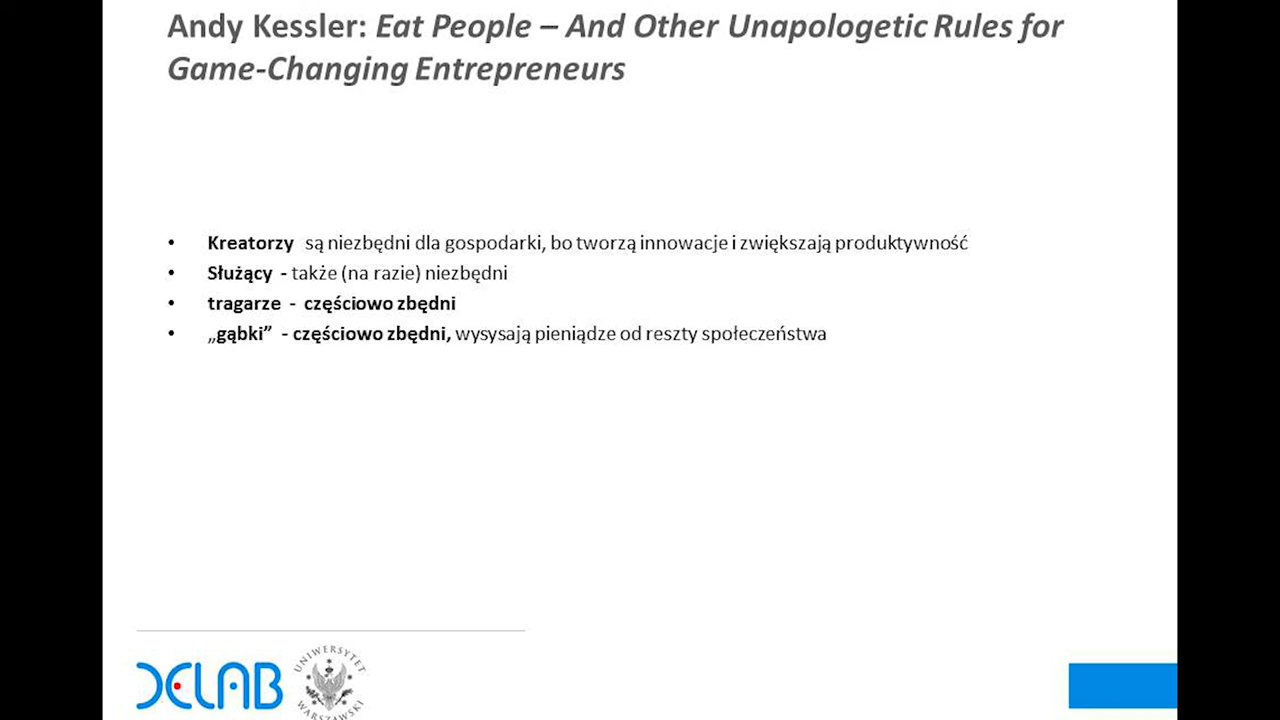 Andy Kessler: Eat People – And Other Unapologetic Rules for
Game-Changing Entrepreneurs
• Kreatorzy są niezbędni dla gospodarki, bo tworzą innowacje i zwiększają produktywność
• Służący - także (na razie) niezbędni
• tragarze - częściowo zbędni
• „gąbki” - częściowo zbędni, wysysają pieniądze od reszty społeczeństwa
DELAB
UNIWERSYTET
WARSZAWSKI